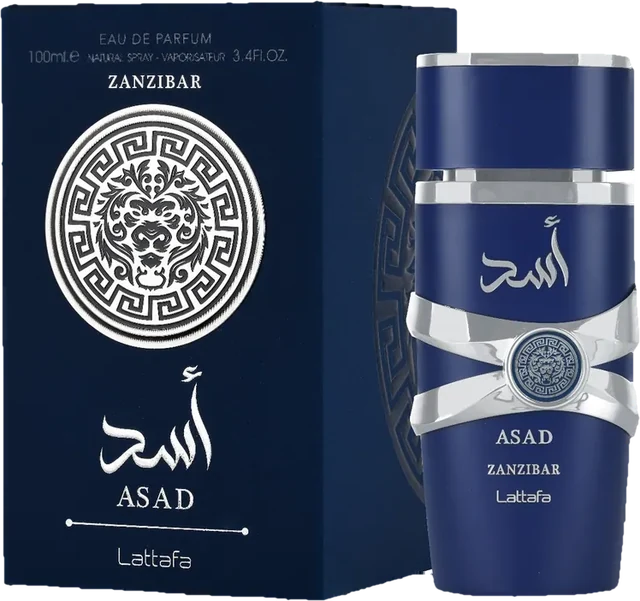 EAU DE PARFUM
100ml.e NATURAL SPRAY - VAPORISATEUR 3.4FL.OZ.
ZANZIBAR
أسد
ASAD
Lattafa
أسد
ASAD
ZANZIBAR
Lattafa